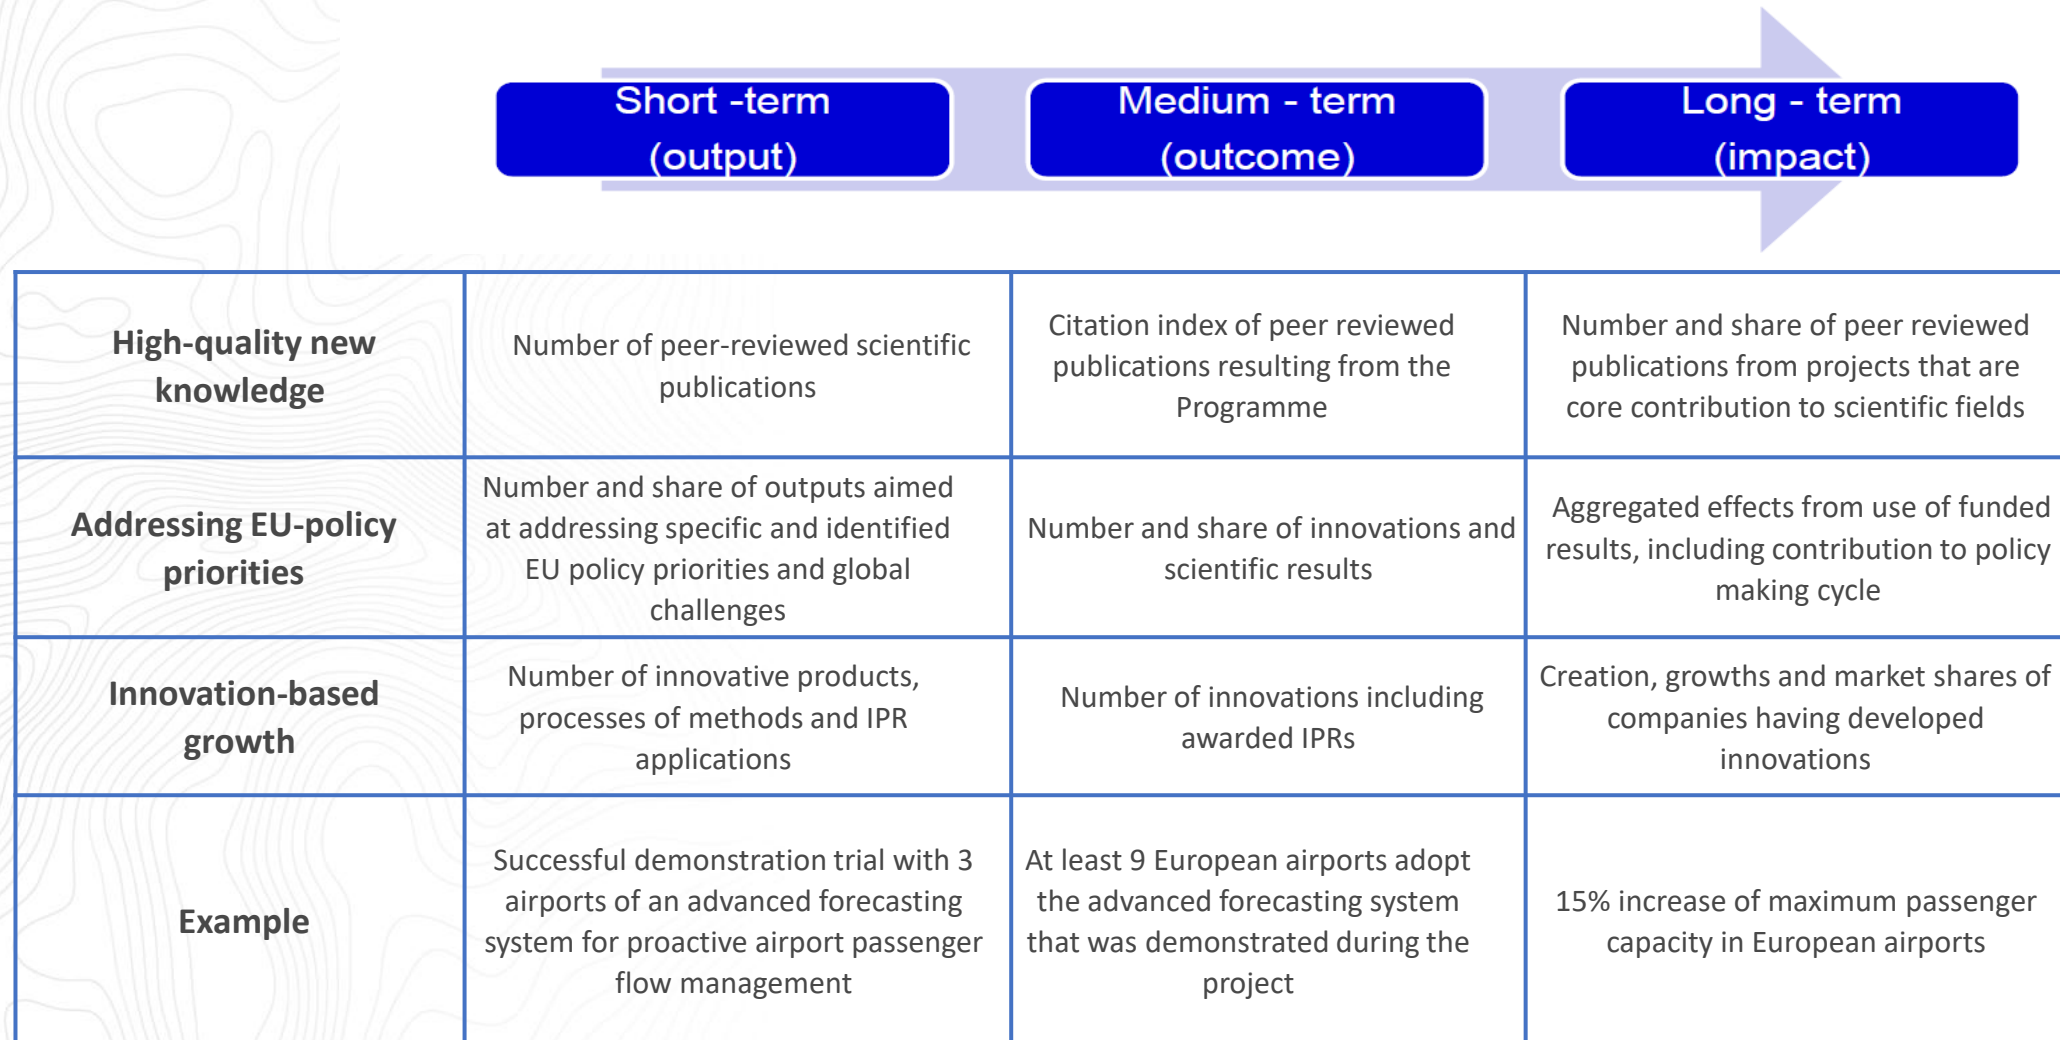 Short -term
(output)
Medium - term
(outcome)
Long - term
(impact)
High-quality new
knowledge
Number of peer-reviewed scientific
publications
Citation index of peer reviewed
publications resulting from the
Programme
Number and share of peer reviewed
publications from projects that are
core contribution to scientific fields
Addressing EU-policy
priorities
Number and share of outputs aimed
at addressing specific and identified
EU policy priorities and global
challenges
Number and share of innovations and
scientific results
Aggregated effects from use of funded
results, including contribution to policy
making cycle
Innovation-based
growth
Number of innovative products,
processes of methods and IPR
applications
Number of innovations including
awarded IPRs
Creation, growths and market shares of
companies having developed
innovations
Example
Successful demonstration trial with 3
airports of an advanced forecasting
system for proactive airport passenger
flow management
At least 9 European airports adopt
the advanced forecasting system
that was demonstrated during the
project
15% increase of maximum passenger
capacity in European airports